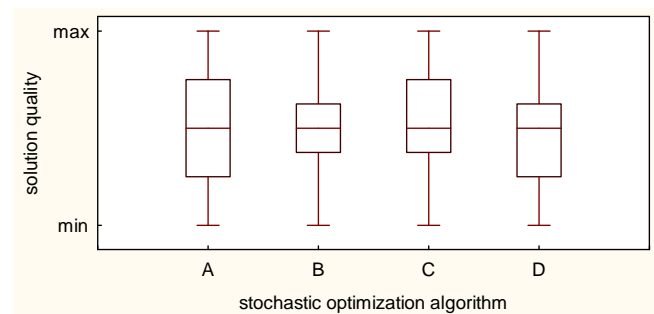 max
solution quality
min
A B C D
stochastic optimization algorithm